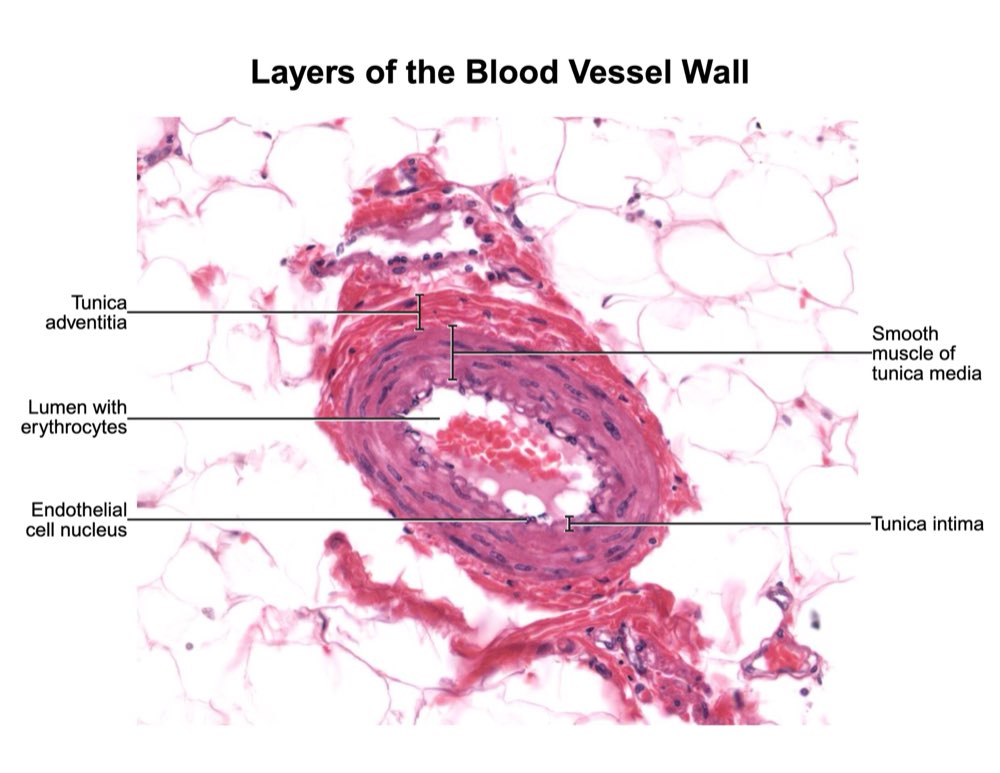 Layers of the Blood Vessel Wall
Tunica
adventitia
Smooth
muscle of
tunica media
Lumen with
erythrocytes
Endothelial
cell nucleus
Tunica intima